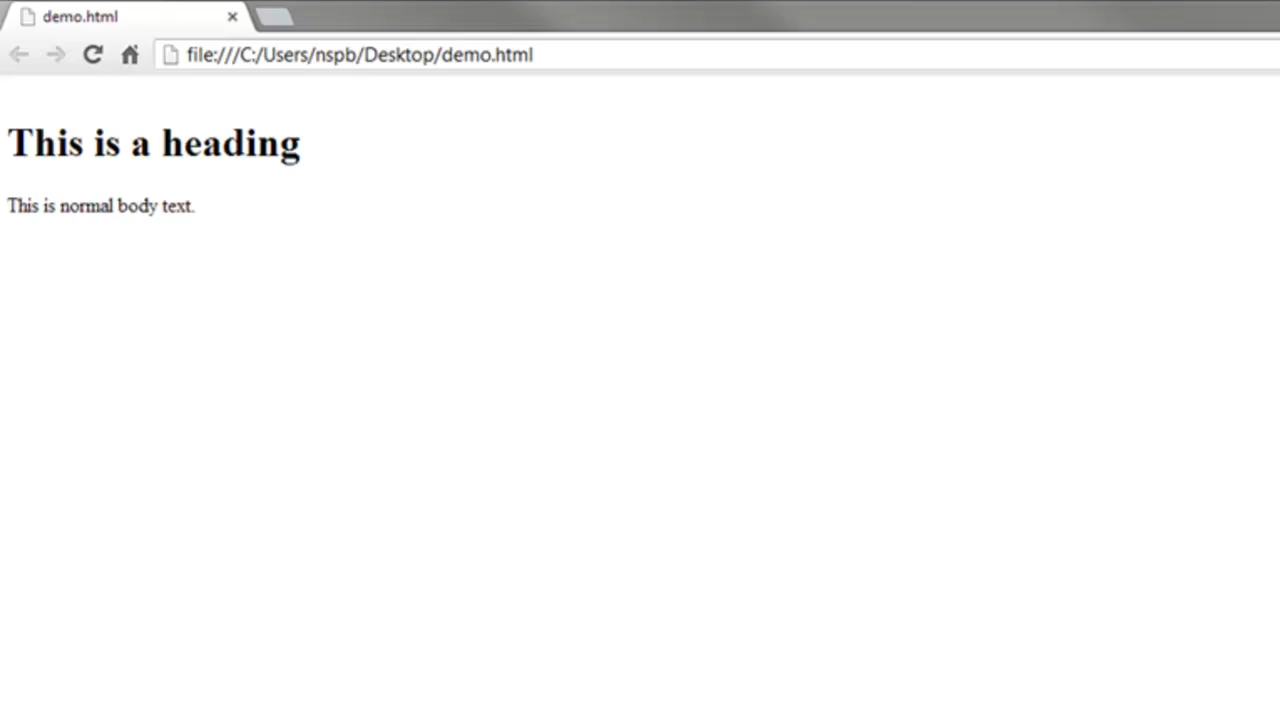 demo.html
file:///C:/Users/nspb/Desktop/demo.html
This is a heading
This is normal body text.